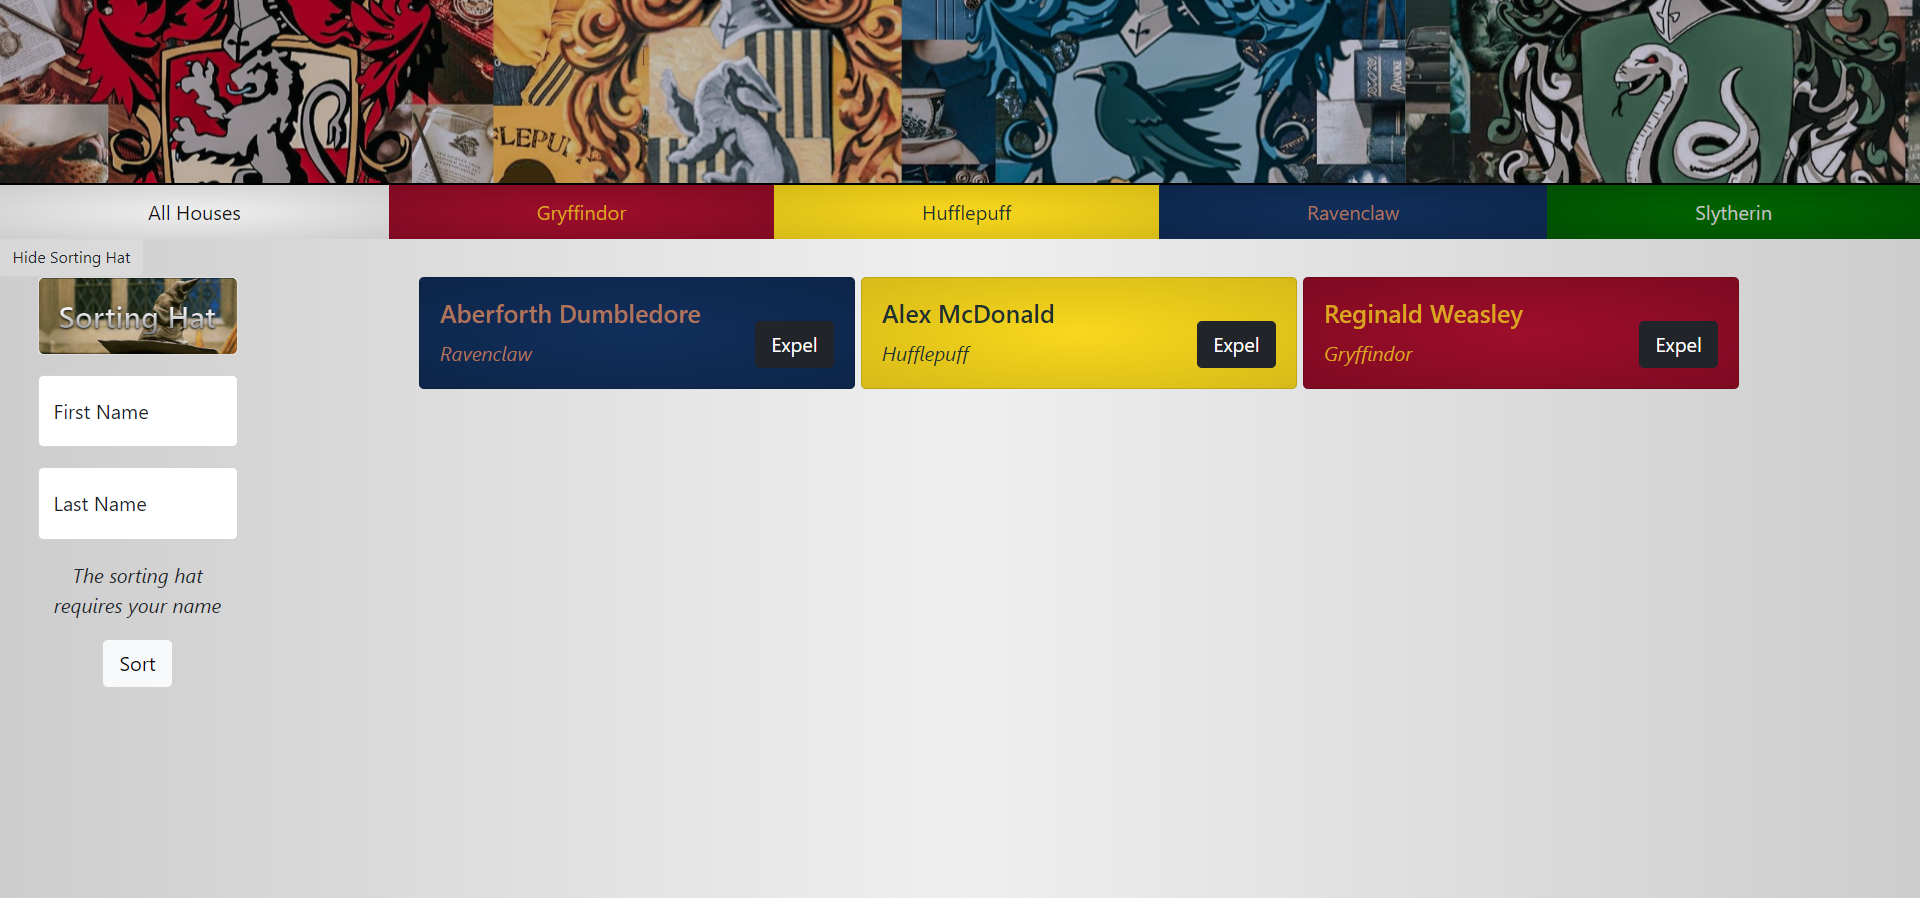 LEPU
All Houses
Gryffindor
Hufflepuff
Ravenclaw
Slytherin
Hide Sorting Hat
Sorting Hat
Aberforth Dumbledore
Ravenclaw
Expel
Alex McDonald
Hufflepuff
Expel
Reginald Weasley
Gryffindor
Expel
First Name
Last Name
The sorting hat
requires your name
Sort